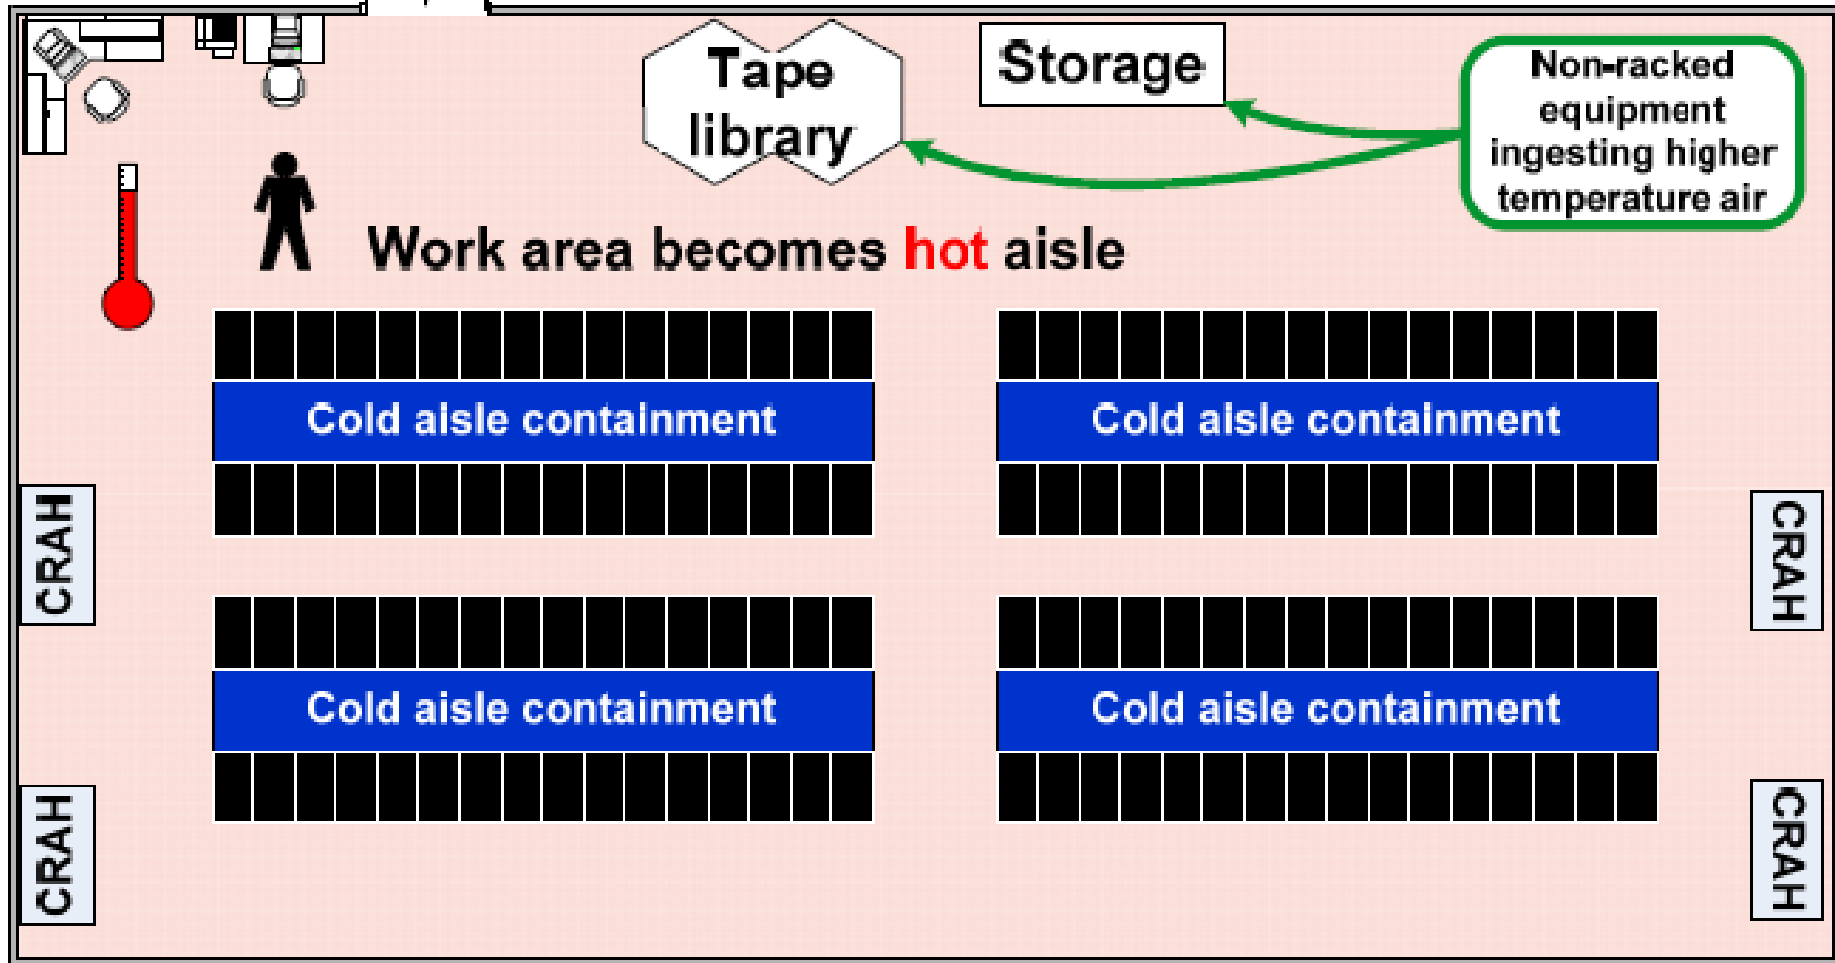 Tape
library
Storage
Non-racked
equipment
ingesting higher
temperature air
Work area becomes hot aisle
Cold aisle containment
Cold aisle containment
CRAH
CRAH
Cold aisle containment
Cold aisle containment
CRAH
CRAH